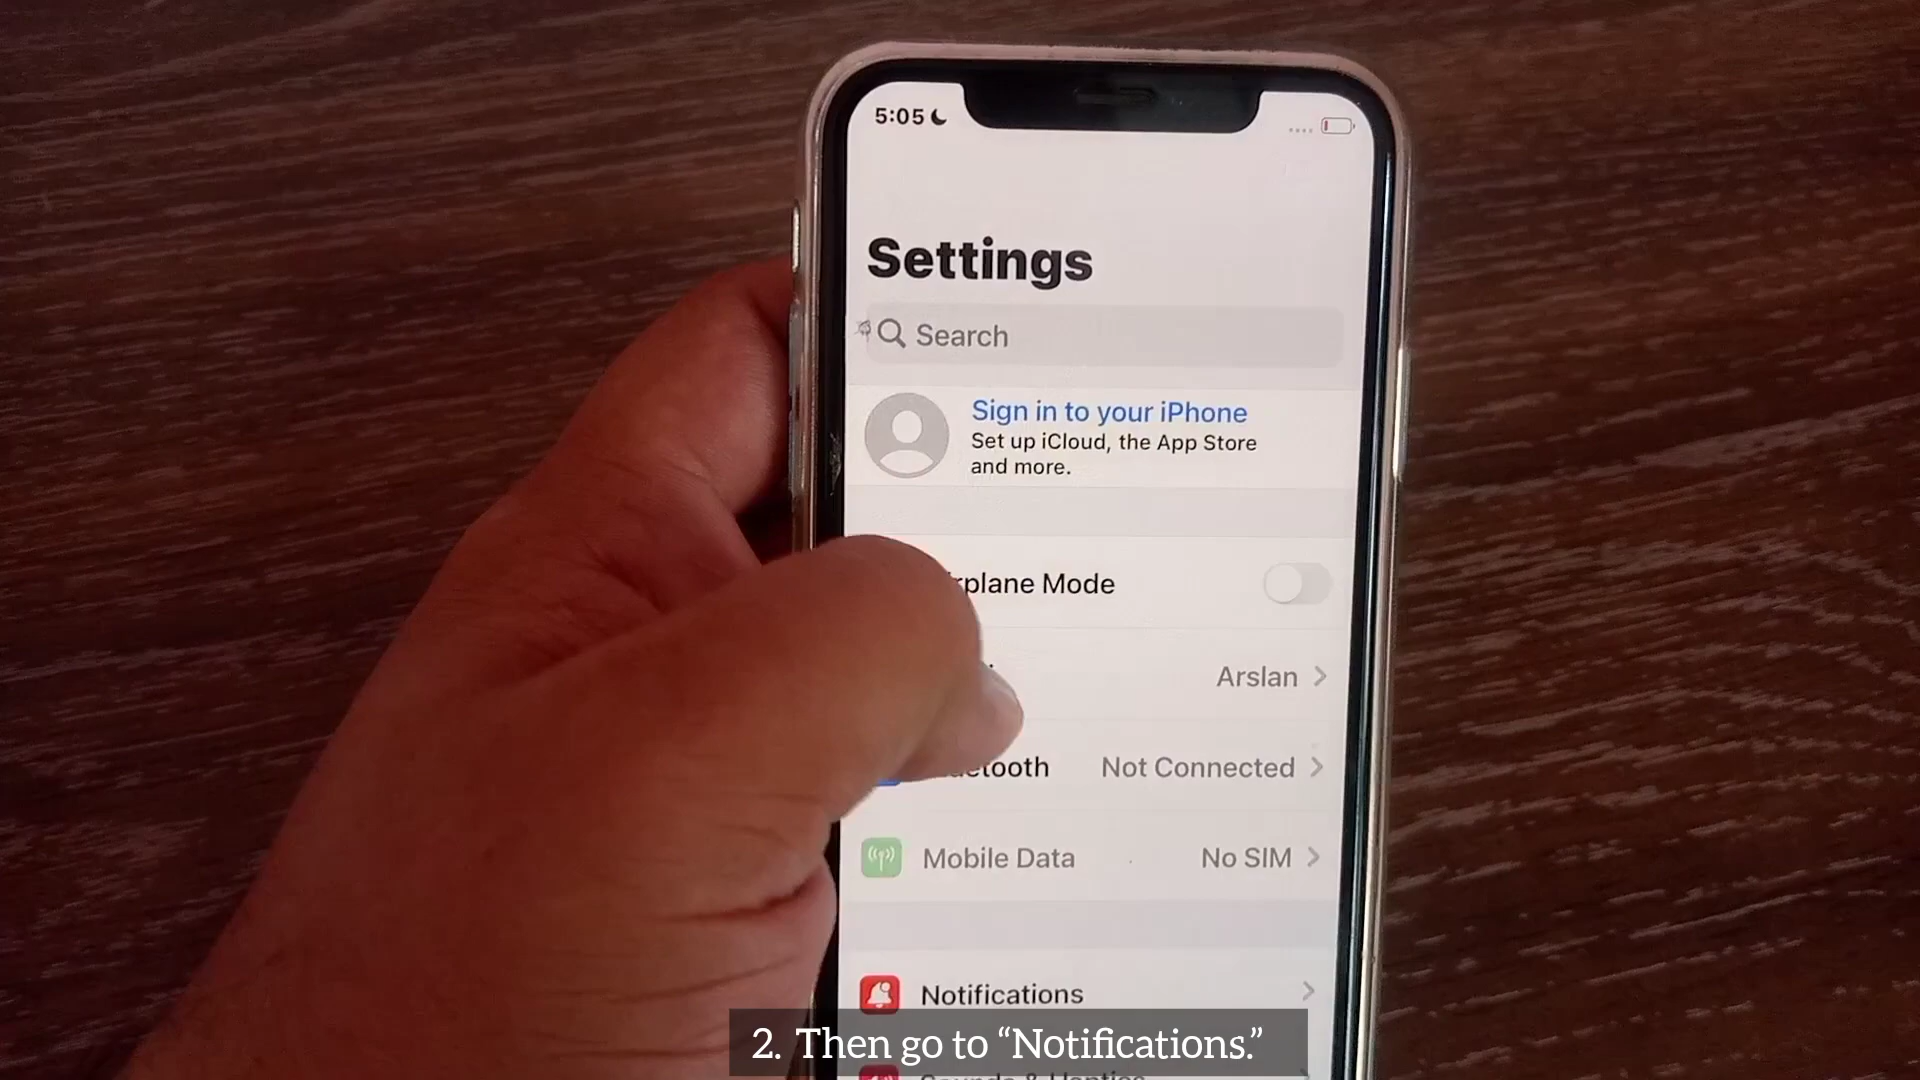 5:05
Settings
Search
Sign in to your iPhone
Set up iCloud, the App Store
and more.
rplane Mode
Arslan
etooth Not Connected
Mobile Data No SIM
Notifications
2. Then go to “Notifications.”